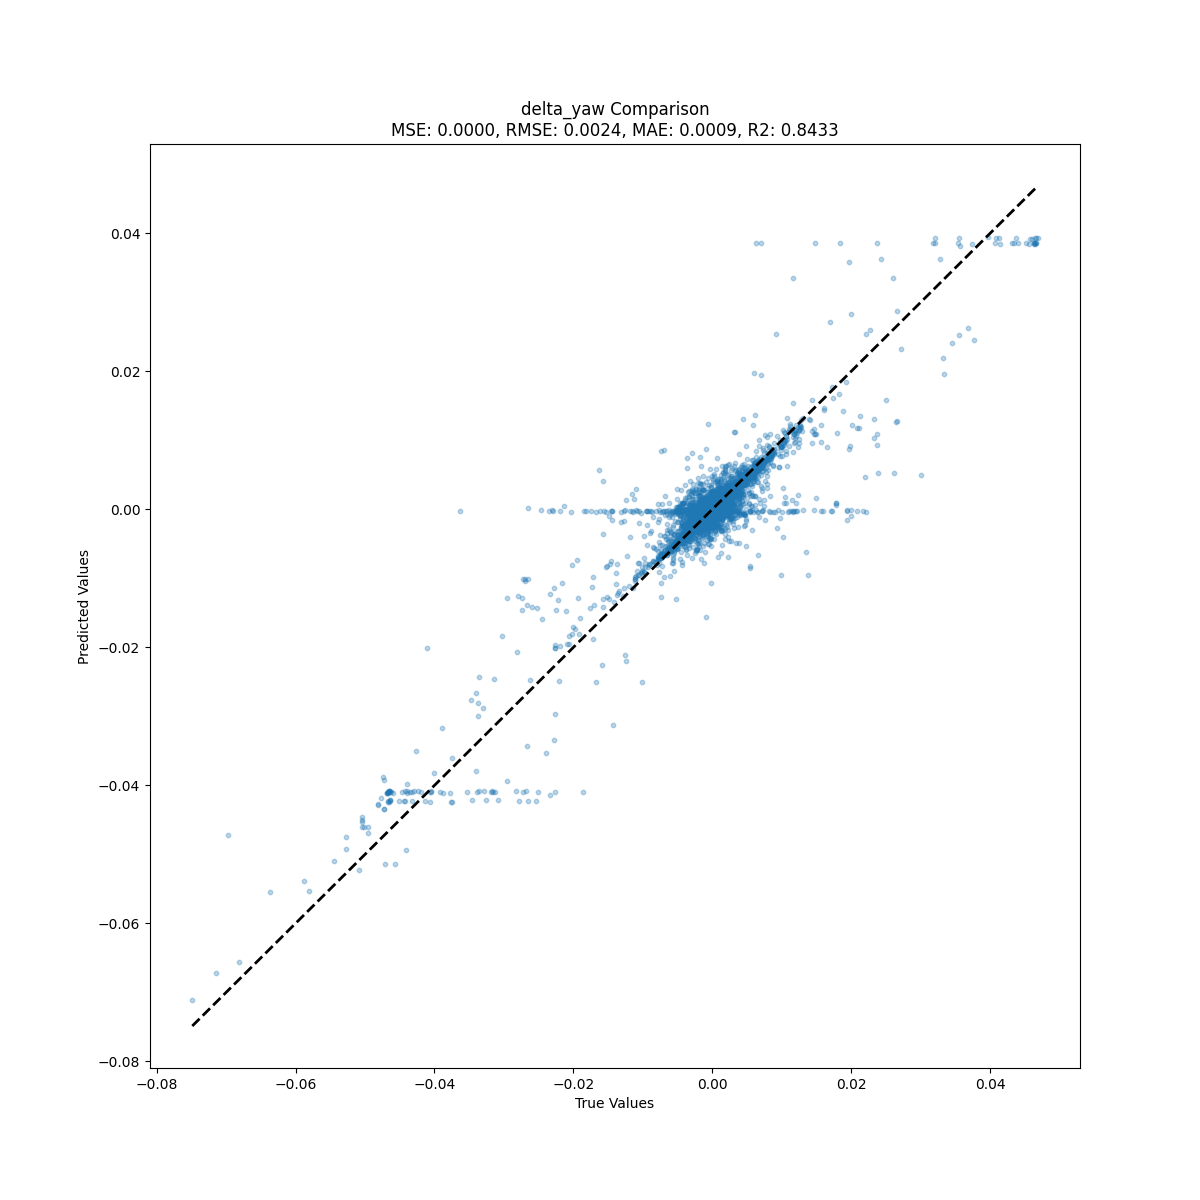 delta_yaw Comparison
MSE: 0.0000, RMSE: 0.0024, MAE: 0.0009, R2: 0.8433
Predicted Values
0.04
0.02
0.00
−0.02
−0.04
−0.06
−0.08
−0.08 −0.06 −0.04 −0.02 0.00 0.02 0.04
True Values